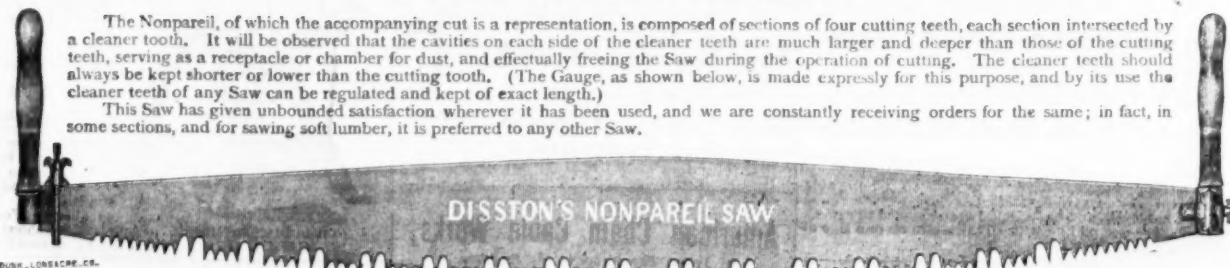 The Nonpareil, of which the accompanying cut is a representation, is composed of sections of four cutting teeth, each section intersected by
a cleaner tooth. It will be observed that the cavities on each side of the cleaner teeth are much larger and deeper than those of the cutting
teeth, serving as a receptacle or chamber for dust, and effectually freeing the Saw during the operation of cutting. The cleaner teeth should
always be kept shorter or lower than the cutting tooth. (The Gauge, as shown below, is made expressly for this purpose, and by its use the
cleaner teeth of any Saw can be regulated and kept of exact length.)
This Saw has given unbounded satisfaction wherever it has been used, and we are constantly receiving orders for the same; in fact, in
some sections, and for sawing soft lumber, it is preferred to any other Saw.
DISSTON'S NONPAREIL SAW